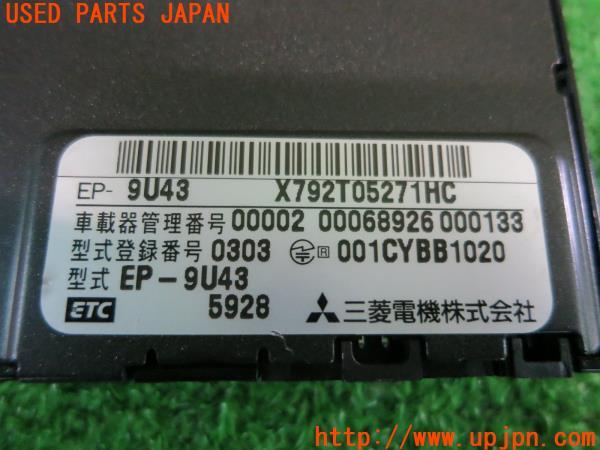 USED PARTS JAPAN
EP- 9U43 X792T05271HC
車載器管理番号 00002 00068926 000133
型式登録番号 0303 R 001CYBB1020
型式 EP-9U43
ETC 5928 三菱電機株式会社
http://www.upjpn.com/